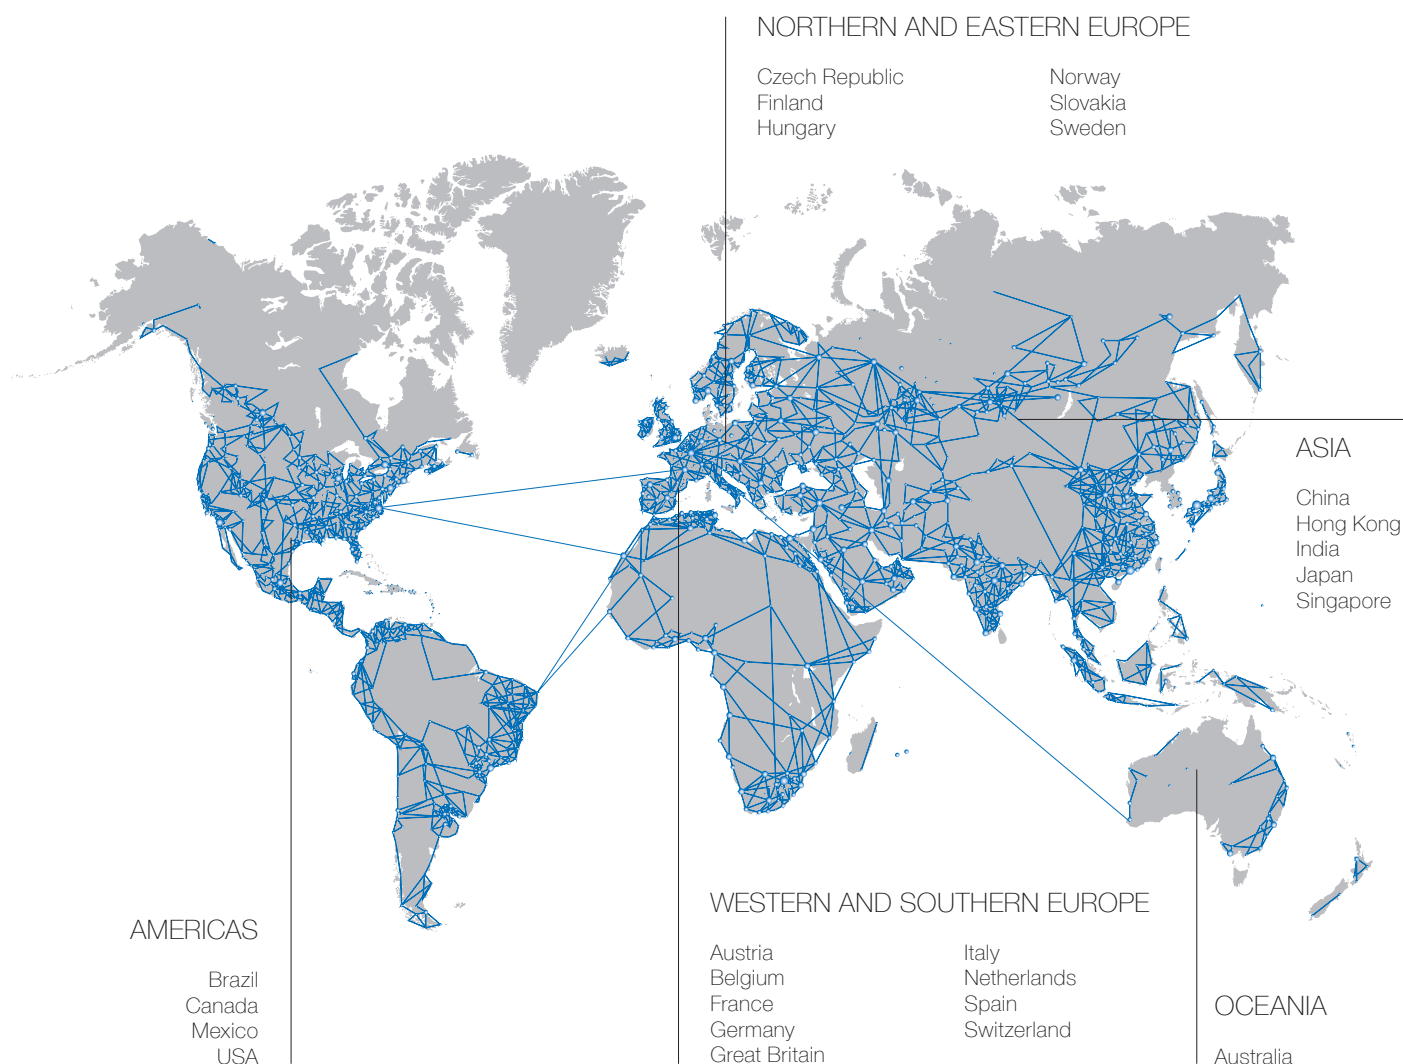 NORTHERN AND EASTERN EUROPE
Czech Republic
Finland
Hungary
Norway
Slovakia
Sweden
ASIA
China
Hong Kong
India
Japan
Singapore
AMERICAS
Brazil
Canada
Mexico
USA
WESTERN AND SOUTHERN EUROPE
Austria
Belgium
France
Germany
Great Britain
Italy
Netherlands
Spain
Switzerland
OCEANIA
Australia